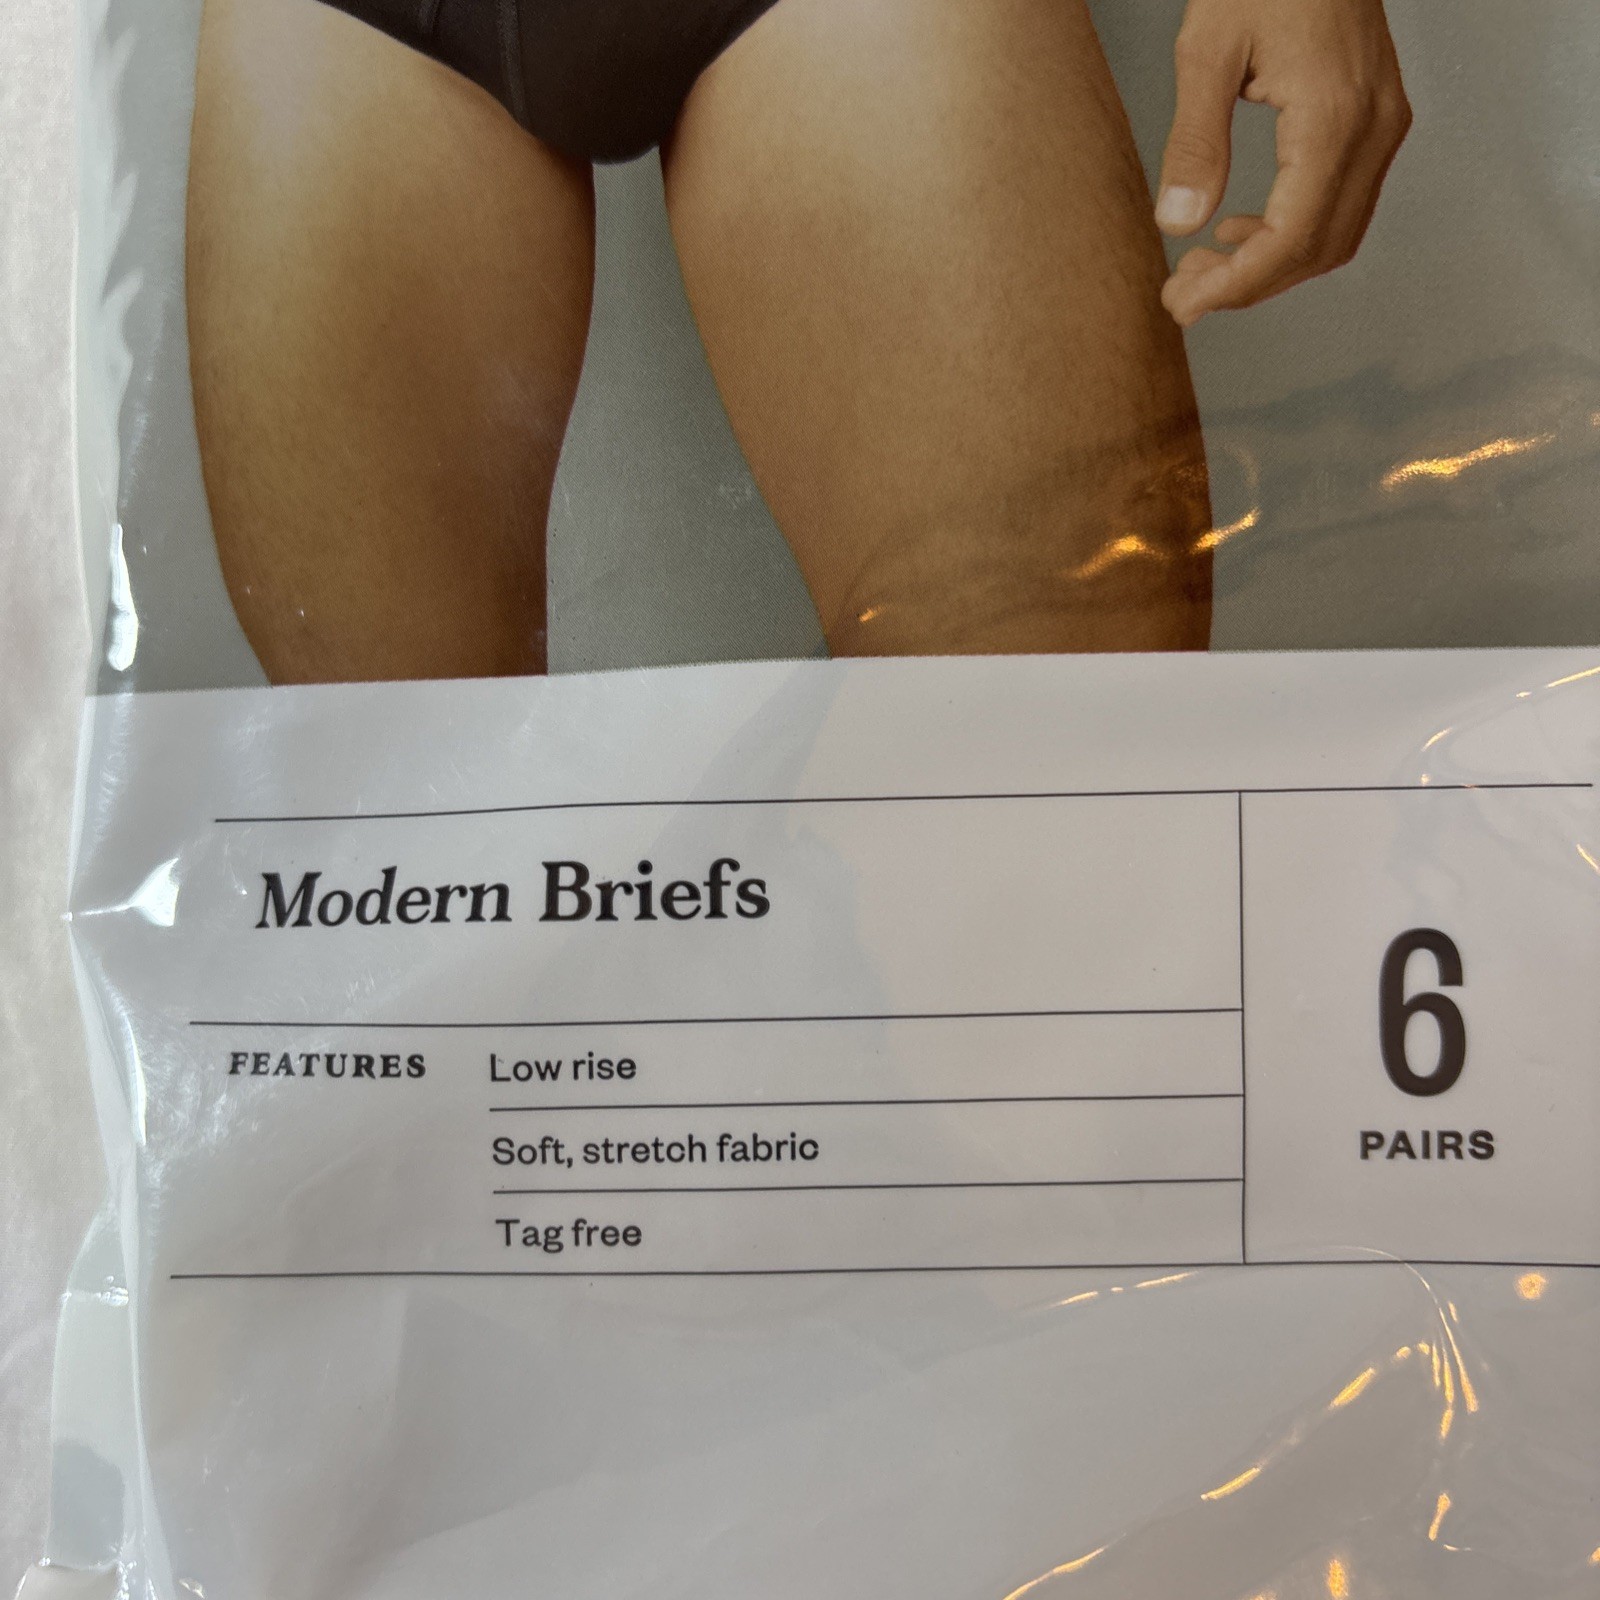 Modern Briefs
FEATURES
Low rise
Soft, stretch fabric
Tag free
6
PAIRS